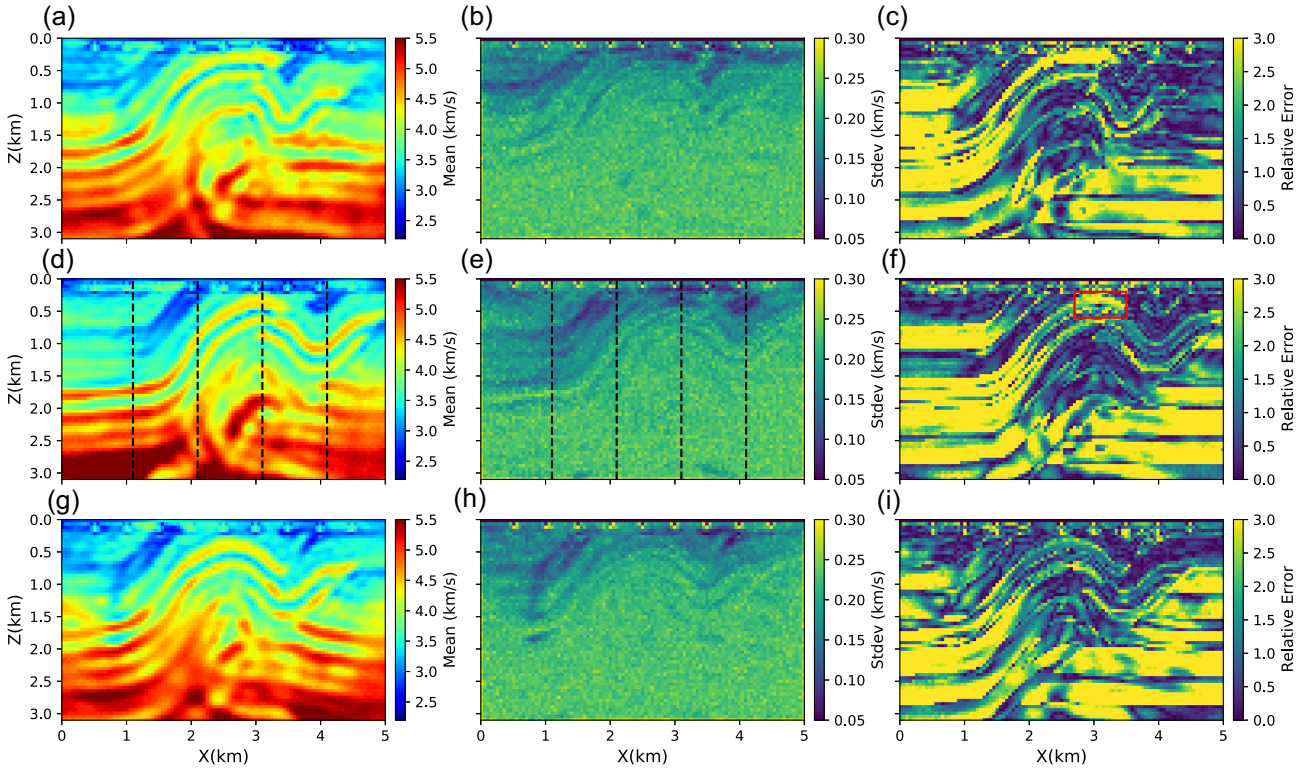 (a) (b) (c)
0.0 0.5 1.0 1.5 2.0 2.5 3.0
Z(km)
5.5 5.0 4.5 4.0 3.5 3.0 2.5
Mean (km/s)
0.30 0.25 0.20 0.15 0.10 0.05
Stdev (km/s)
3.0 2.5 2.0 1.5 1.0 0.5 0.0
Relative Error
(d) (e) (f)
0.0 0.5 1.0 1.5 2.0 2.5 3.0
Z(km)
5.5 5.0 4.5 4.0 3.5 3.0 2.5
Mean (km/s)
0.30 0.25 0.20 0.15 0.10 0.05
Stdev (km/s)
3.0 2.5 2.0 1.5 1.0 0.5 0.0
Relative Error
(g) (h) (i)
0.0 0.5 1.0 1.5 2.0 2.5 3.0
Z(km)
5.5 5.0 4.5 4.0 3.5 3.0 2.5
Mean (km/s)
0.30 0.25 0.20 0.15 0.10 0.05
Stdev (km/s)
3.0 2.5 2.0 1.5 1.0 0.5 0.0
Relative Error
0 1 2 3 4 5 0 1 2 3 4 5 0 1 2 3 4 5
X(km) X(km) X(km)